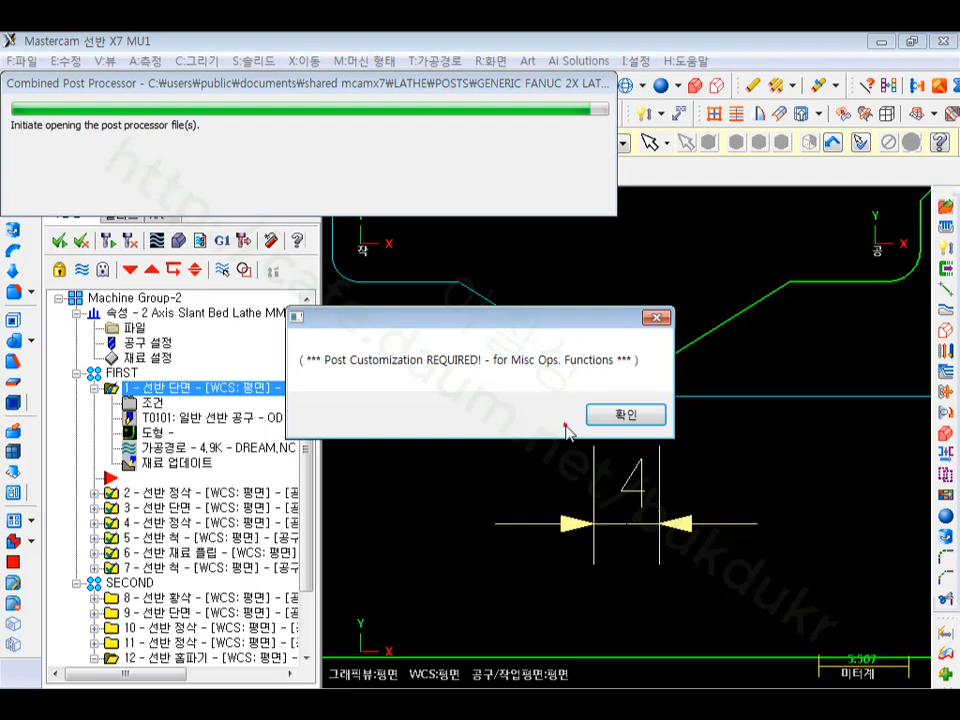 Mastercam 선반 X7 MU1
F:파일 E:수정 V:뷰 A:측정 C:그리기 S:솔리드 X:이동 M:머신 형태 T:가공경로 R:화면 Art Ai Solutions I:설정 H:도움말
Combined Post Processor - C:\users\public\documents\shared mcamx7\LATHE\POSTS\GENERIC FANUC 2X LAT...
Initiate opening the post processor file(s).
G1
Y
X
작
Y
X
공
Machine Group-2
속성 - 2 Axis Slant Bed Lathe MM
파일
공구 설정
재료 설정
FIRST
1 - 선반 단면 - [WCS: 평면] -
조건
T0101: 일반 선반 공구 - OD
도형 -
가공경로 - 4,9K - DREAM,NC
재료 업데이트
2 - 선반 정삭 - [WCS: 평면] - [공
3 - 선반 단면 - [WCS: 평면] - [공
4 - 선반 정삭 - [WCS: 평면] - [공
5 - 선반 척 - [WCS: 평면] - [공구
6 - 선반 재료 플립 - [WCS: 평면]
7 - 선반 척 - [WCS: 평면] - [공구
SECOND
8 - 선반 황삭 - [WCS: 평면] - [공
9 - 선반 단면 - [WCS: 평면] - [공
10 - 선반 정삭 - [WCS: 평면] - [
11 - 선반 정삭 - [WCS: 평면] - [
12 - 선반 홈파기 - [WCS: 평면]
( *** Post Customization REQUIRED! - for Misc Ops. Functions *** )
확인
4
Y
X
그래픽뷰:평면 WCS:평면 공구/작업평면:평면
5.507
미터계